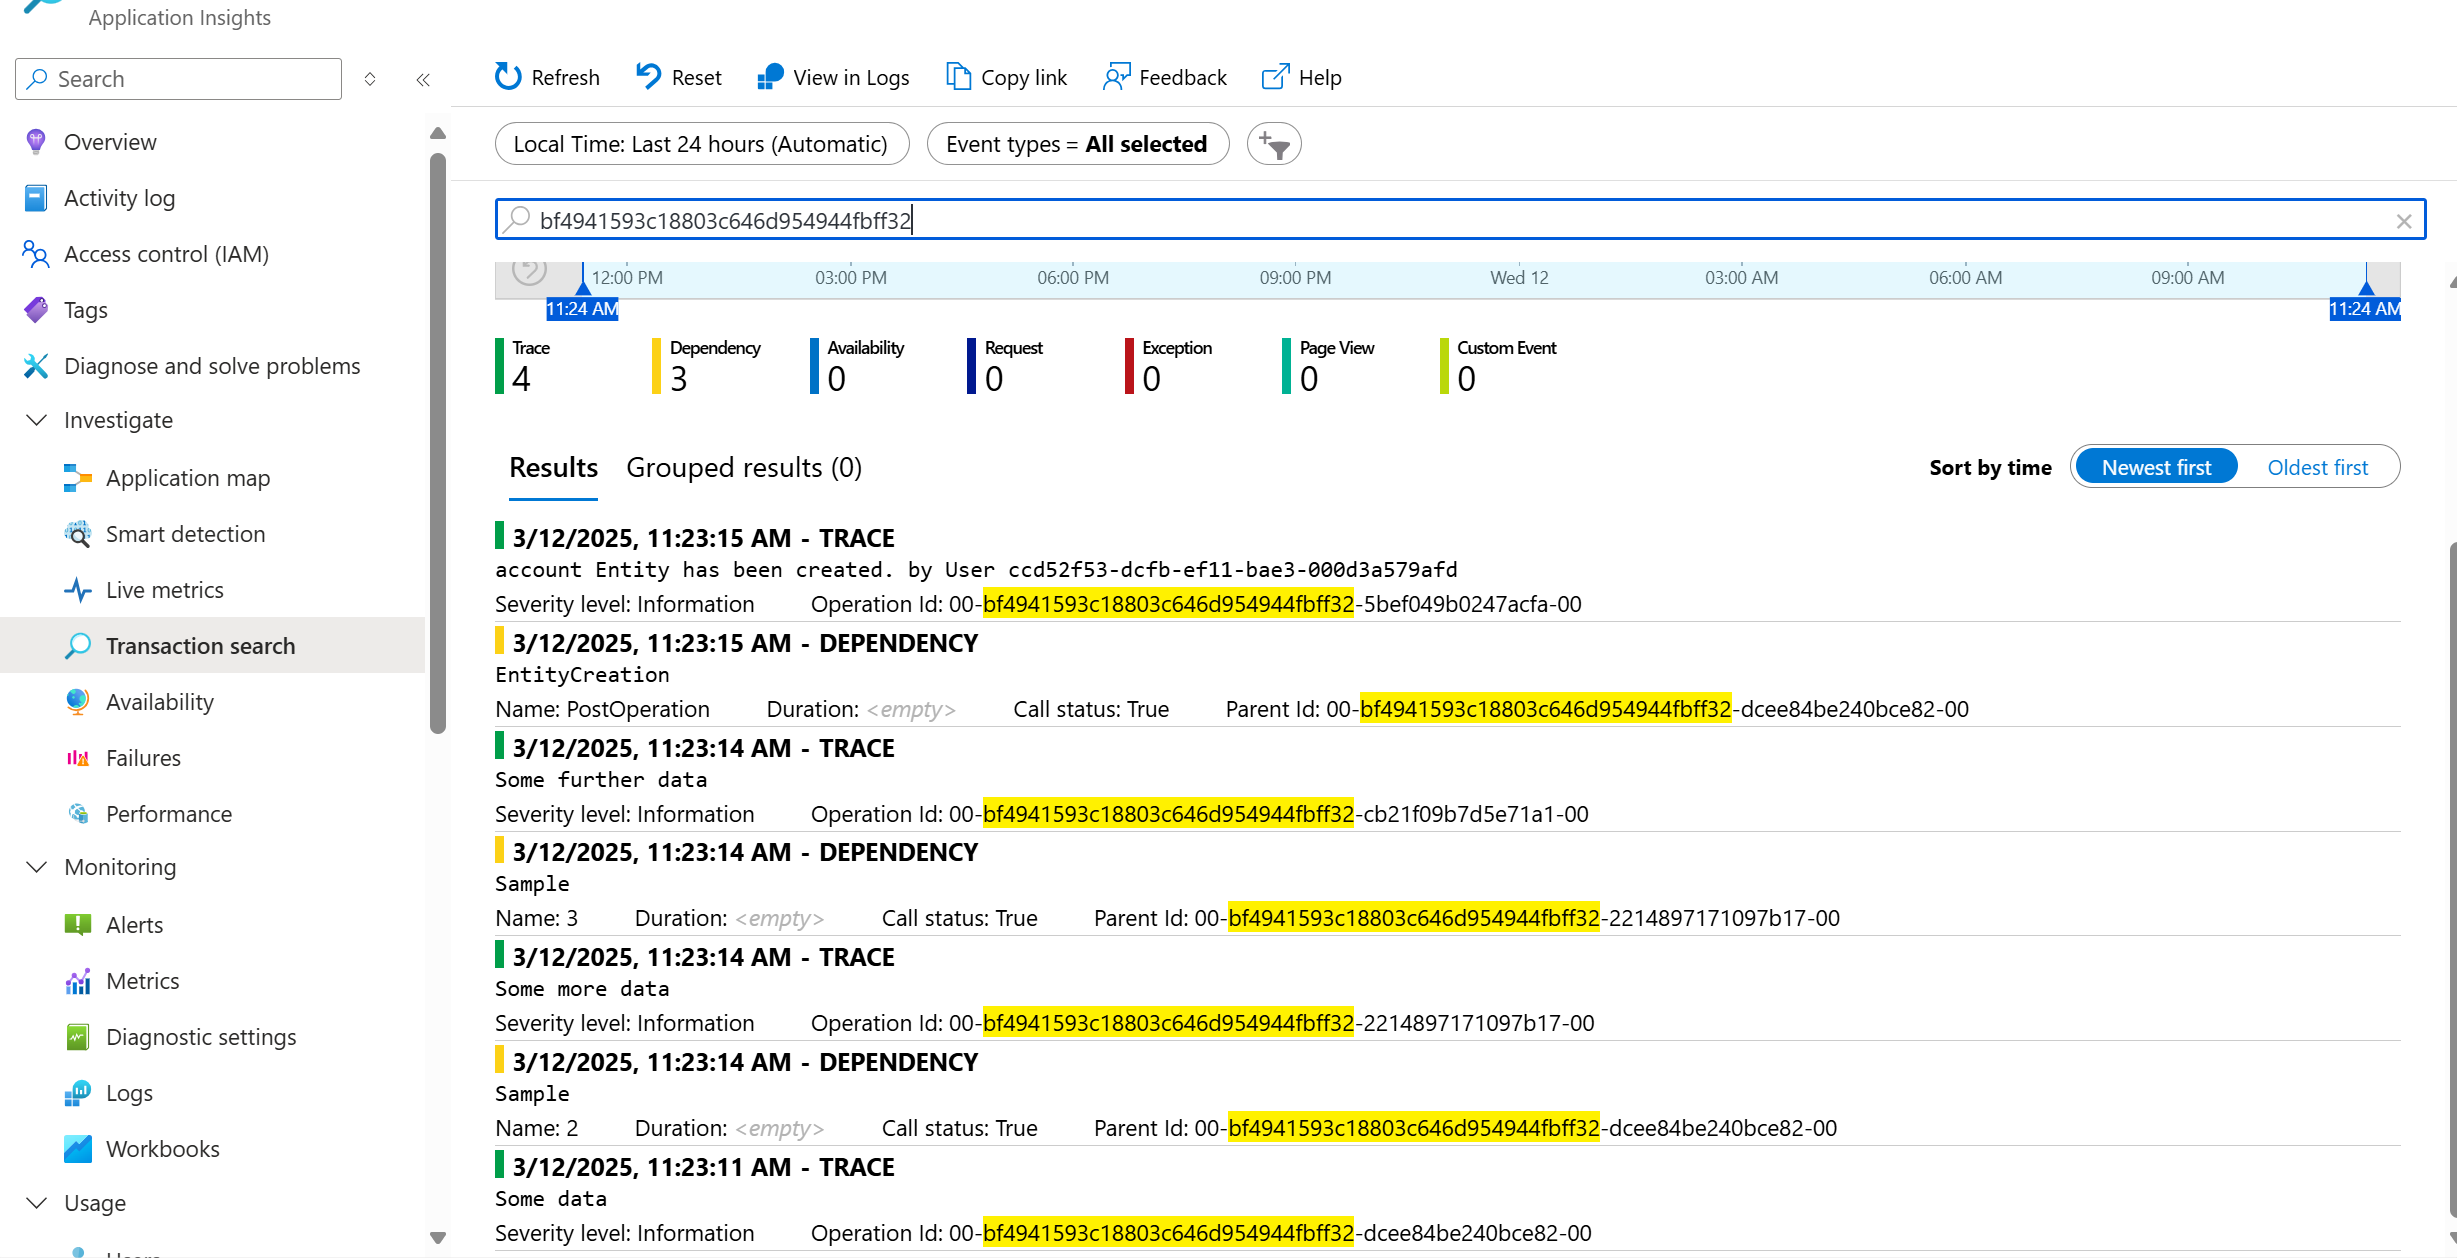 Application Insights
Search
Overview
Activity log
Access control (IAM)
Tags
Diagnose and solve problems
Investigate
Application map
Smart detection
Live metrics
Transaction search
Availability
Failures
Performance
Monitoring
Alerts
Metrics
Diagnostic settings
Logs
Workbooks
Usage
Refresh Reset View in Logs Copy link Feedback Help
Local Time: Last 24 hours (Automatic) Event types = All selected
bf4941593c18803c646d954944fbff32
12:00 PM 03:00 PM 06:00 PM 09:00 PM Wed 12 03:00 AM 06:00 AM 09:00 AM
11:24 AM 11:24 AM
Trace Dependency Availability Request Exception Page View Custom Event
4 3 0 0 0 0 0
Results Grouped results (0) Sort by time Newest first Oldest first
3/12/2025, 11:23:15 AM - TRACE
account Entity has been created. by User ccd52f53-dcfb-ef11-bae3-000d3a579afd
Severity level: Information Operation Id: 00-bf4941593c18803c646d954944fbff32-5bef049b0247acfa-00
3/12/2025, 11:23:15 AM - DEPENDENCY
EntityCreation
Name: PostOperation Duration: <empty> Call status: True Parent Id: 00-bf4941593c18803c646d954944fbff32-dcee84be240bce82-00
3/12/2025, 11:23:14 AM - TRACE
Some further data
Severity level: Information Operation Id: 00-bf4941593c18803c646d954944fbff32-cb21f09b7d5e71a1-00
3/12/2025, 11:23:14 AM - DEPENDENCY
Sample
Name: 3 Duration: <empty> Call status: True Parent Id: 00-bf4941593c18803c646d954944fbff32-2214897171097b17-00
3/12/2025, 11:23:14 AM - TRACE
Some more data
Severity level: Information Operation Id: 00-bf4941593c18803c646d954944fbff32-2214897171097b17-00
3/12/2025, 11:23:14 AM - DEPENDENCY
Sample
Name: 2 Duration: <empty> Call status: True Parent Id: 00-bf4941593c18803c646d954944fbff32-dcee84be240bce82-00
3/12/2025, 11:23:11 AM - TRACE
Some data
Severity level: Information Operation Id: 00-bf4941593c18803c646d954944fbff32-dcee84be240bce82-00